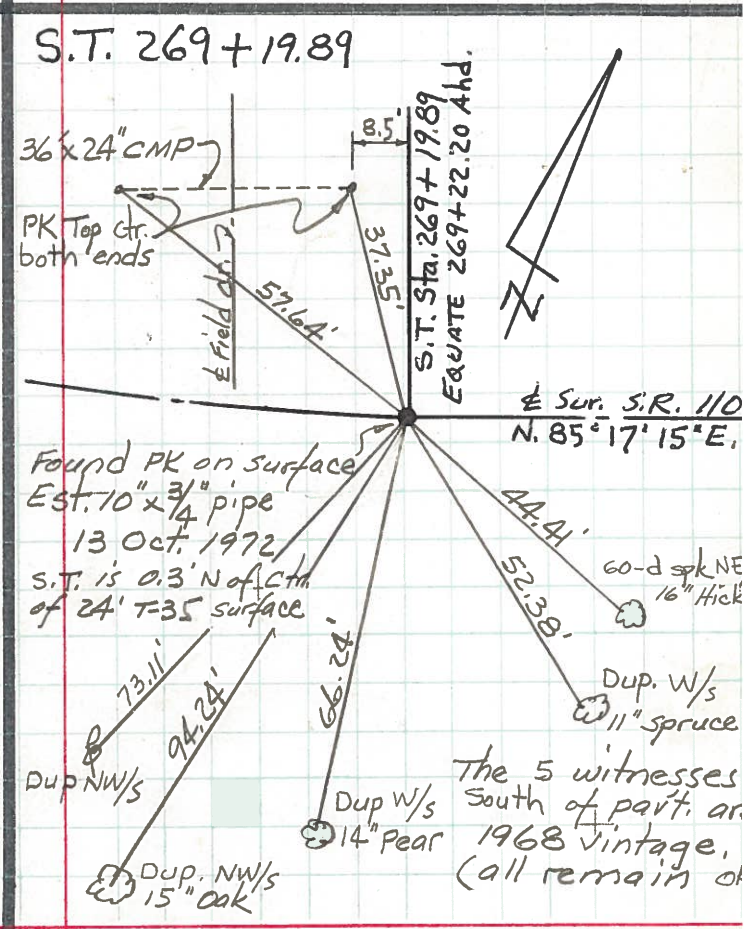 S.T. 269+19.89
8.5'
36'x24" CMP
PK Top ctr.
both ends
℄ Field dr.
57.64'
37.35'
S.T. Sta. 269+19.89
EQUATE 269+22.20 Ahd.
N
℄ Sur. S.R. 110
N. 85° 17' 15" E.
Found PK on surface
Est. 10" x 3/4" pipe
13 Oct. 1972
S.T. is 0.3' N of Ctr.
of 24' T-35 surface
44.41'
60-d spk NE
16" Hick
52.38'
Dup. W/s
11" spruce
66.24'
Dup W/s
14" Pear
73.11'
Dup NW/s
94.24'
Dup. NW/s
15" Oak
The 5 witnesses
South of pav't. ar
1968 vintage.
(all remain ok